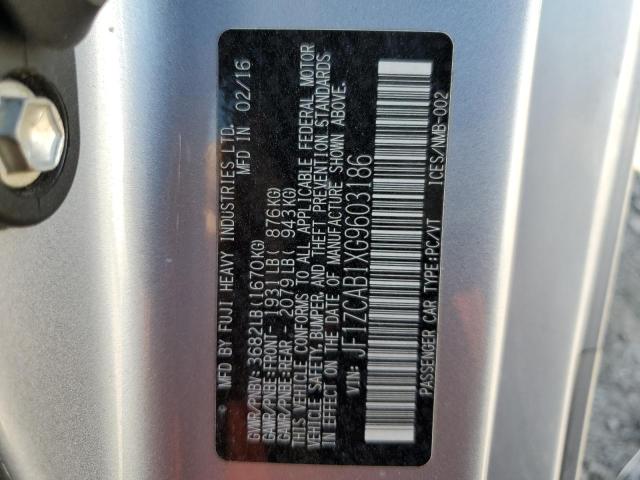 MFD BY FUJI HEAVY INDUSTRIES LTD. MFD IN 02/16
GVWR/PNBV: 3682LB(1670KG)
GAWR/PNBE-FRONT- 1931LB( 876KG)
GAWR/PNBE-REAR - 2079LB( 943KG)
THIS VEHICLE CONFORMS TO ALL APPLICABLE FEDERAL MOTOR
VEHICLE SAFETY, BUMPER, AND THEFT PREVENTION STANDARDS
IN EFFECT ON THE DATE OF MANUFACTURE SHOWN ABOVE.
VIN: JF1ZCAB1XG9603186
PASSENGER CAR TYPE:PC/VT ICES/NMB-002